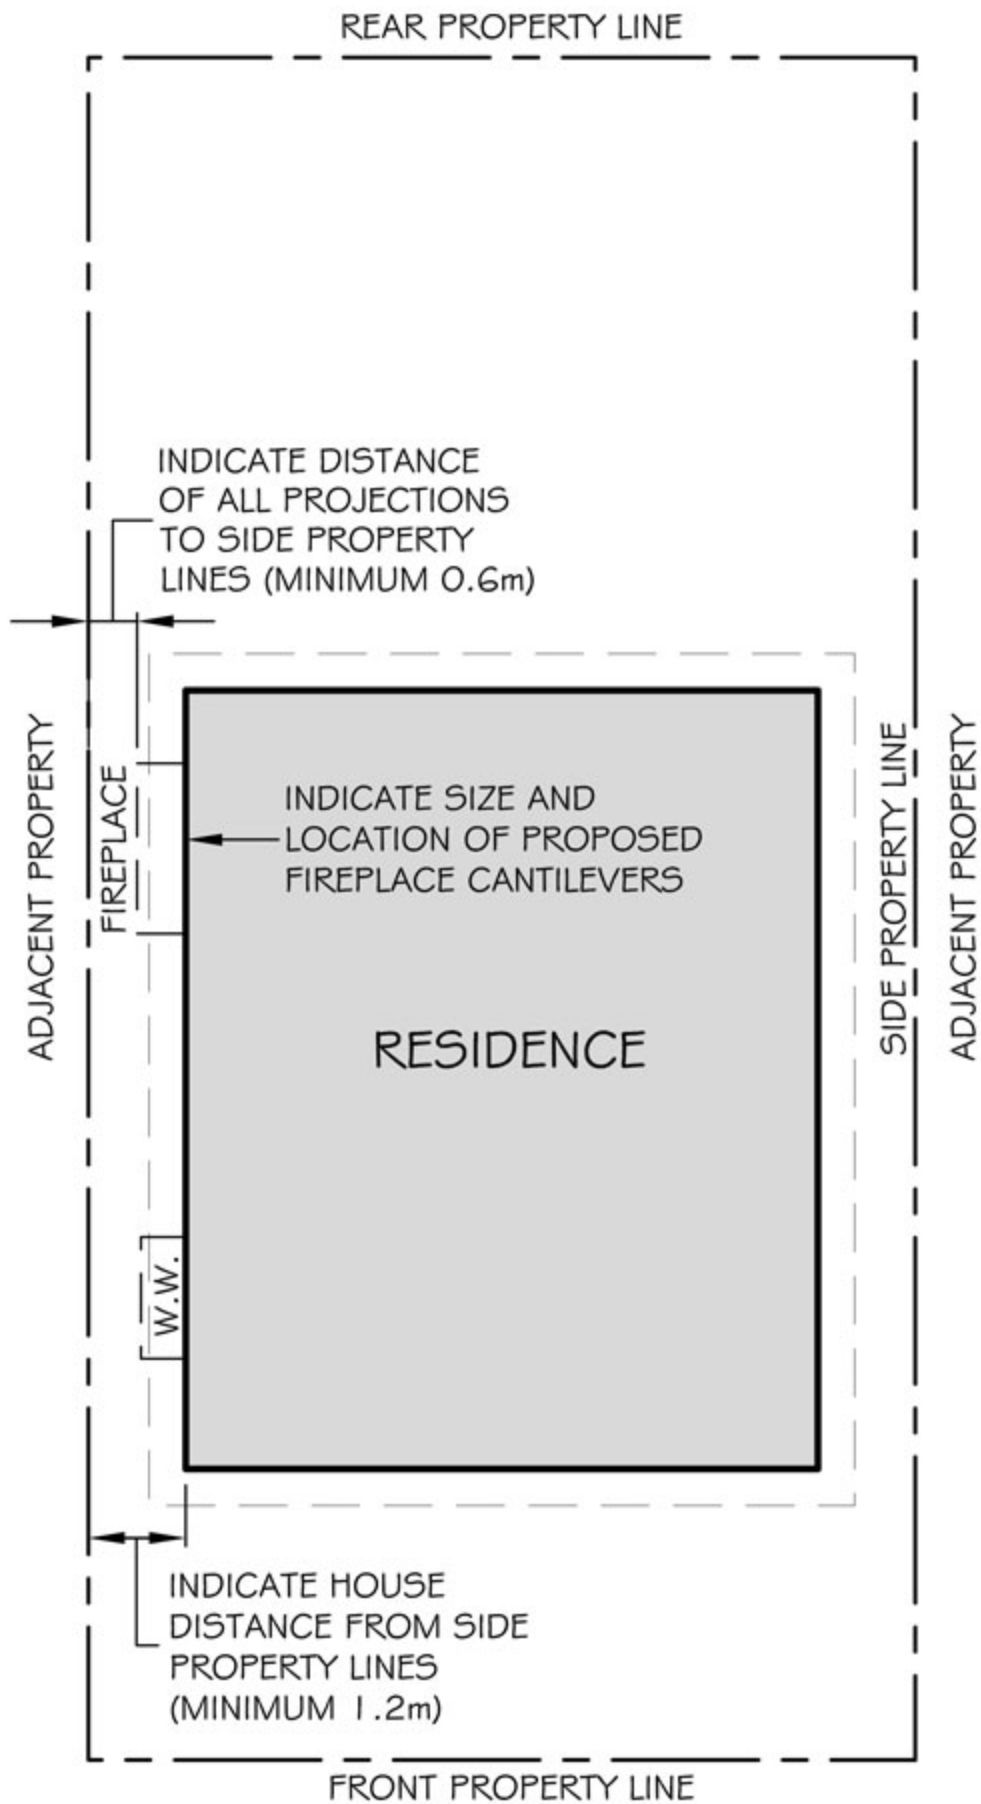 REAR PROPERTY LINE
INDICATE DISTANCE
OF ALL PROJECTIONS
TO SIDE PROPERTY
LINES (MINIMUM 0.6m)
ADJACENT PROPERTY
FIREPLACE
INDICATE SIZE AND
LOCATION OF PROPOSED
FIREPLACE CANTILEVERS
SIDE PROPERTY LINE
ADJACENT PROPERTY
RESIDENCE
W.W.
INDICATE HOUSE
DISTANCE FROM SIDE
PROPERTY LINES
(MINIMUM 1.2m)
FRONT PROPERTY LINE